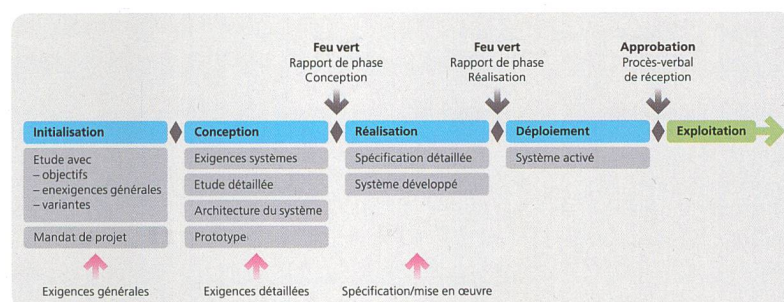 Feu vert
Rapport de phase
Conception
Feu vert
Rapport de phase
Réalisation
Approbation
Procès-verbal
de réception
Initialisation
Conception
Réalisation
Déploiement
Exploitation
Etude avec
– objectifs
– enexigences générales
– variantes
Mandat de projet
Exigences systèmes
Etude détaillée
Architecture du système
Prototype
Spécification détaillée
Système développé
Système activé
Exigences générales
Exigences détaillées
Spécification/mise en œuvre